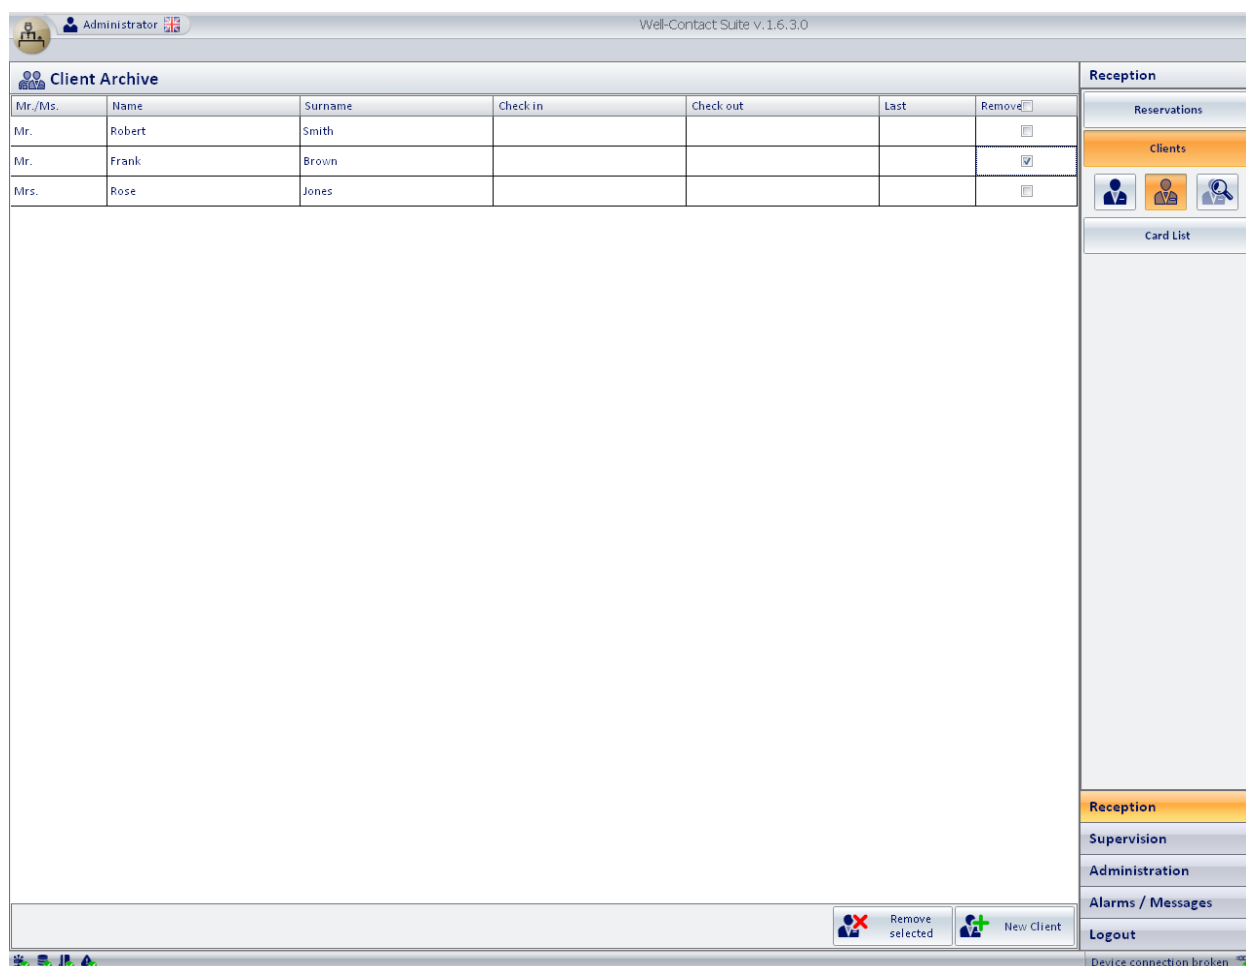 Administrator
Well-Contact Suite v.1.6.3.0
Client Archive
Mr./Ms. Name Surname Check in Check out Last Remove
Mr. Robert Smith
Mr. Frank Brown
Mrs. Rose Jones
Remove
selected
New Client
Reception
Reservations
Clients
Card List
Reception
Supervision
Administration
Alarms / Messages
Logout
Device connection broken